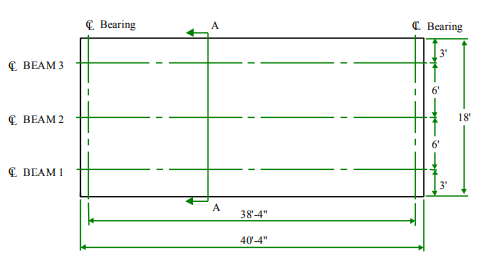 ℄ Bearing
A
℄ Bearing
3'
℄ BEAM 3
6'
℄ BEAM 2
18'
6'
℄ BEAM 1
3'
A
38'-4"
40'-4"